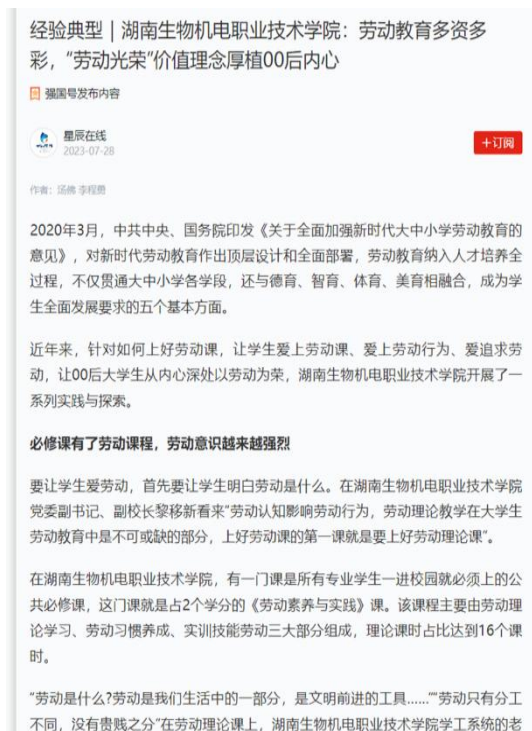 经验典型 | 湖南生物机电职业技术学院：劳动教育多资多
彩，“劳动光荣”价值理念厚植00后内心
强国号发布内容
星辰在线
2023-07-28
+订阅
作者：汤佛 李程勇
2020年3月，中共中央、国务院印发《关于全面加强新时代大中小学劳动教育的
意见》，对新时代劳动教育作出顶层设计和全面部署，劳动教育纳入人才培养全
过程，不仅贯通大中小学各学段，还与德育、智育、体育、美育相融合，成为学
生全面发展要求的五个基本方面。
近年来，针对如何上好劳动课，让学生爱上劳动课、爱上劳动行为、爱追求劳
动，让00后大学生从内心深处以劳动为荣，湖南生物机电职业技术学院开展了一
系列实践与探索。
必修课有了劳动课程，劳动意识越来越强烈
要让学生爱劳动，首先要让学生明白劳动是什么。在湖南生物机电职业技术学院
党委副书记、副校长黎移新看来“劳动认知影响劳动行为，劳动理论教学在大学生
劳动教育中是不可或缺的部分，上好劳动课的第一课就是要上好劳动理论课”。
在湖南生物机电职业技术学院，有一门课是所有专业学生一进校园就必须上的公
共必修课，这门课就是占2个学分的《劳动素养与实践》课。该课程主要由劳动理
论学习、劳动习惯养成、实训技能劳动三大部分组成，理论课时占比达到16个课
时。
“劳动是什么?劳动是我们生活中的一部分，是文明前进的工具……”“劳动只有分工
不同，没有贵贱之分”在劳动理论课上，湖南生物机电职业技术学院学工系统的老